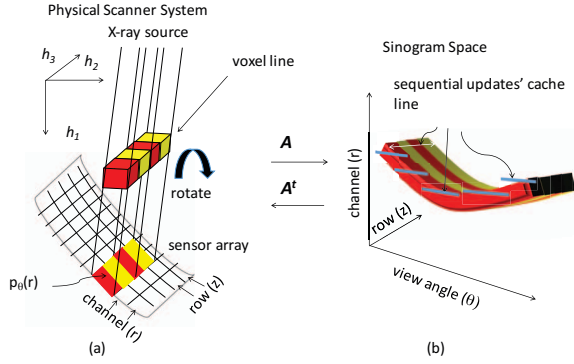 Physical Scanner System
X-ray source
h3
h2
h1
voxel line
rotate
sensor array
pθ(r)
channel (r)
row (z)
(a)
A
A^t
Sinogram Space
sequential updates' cache
line
channel (r)
row (z)
view angle (θ)
(b)